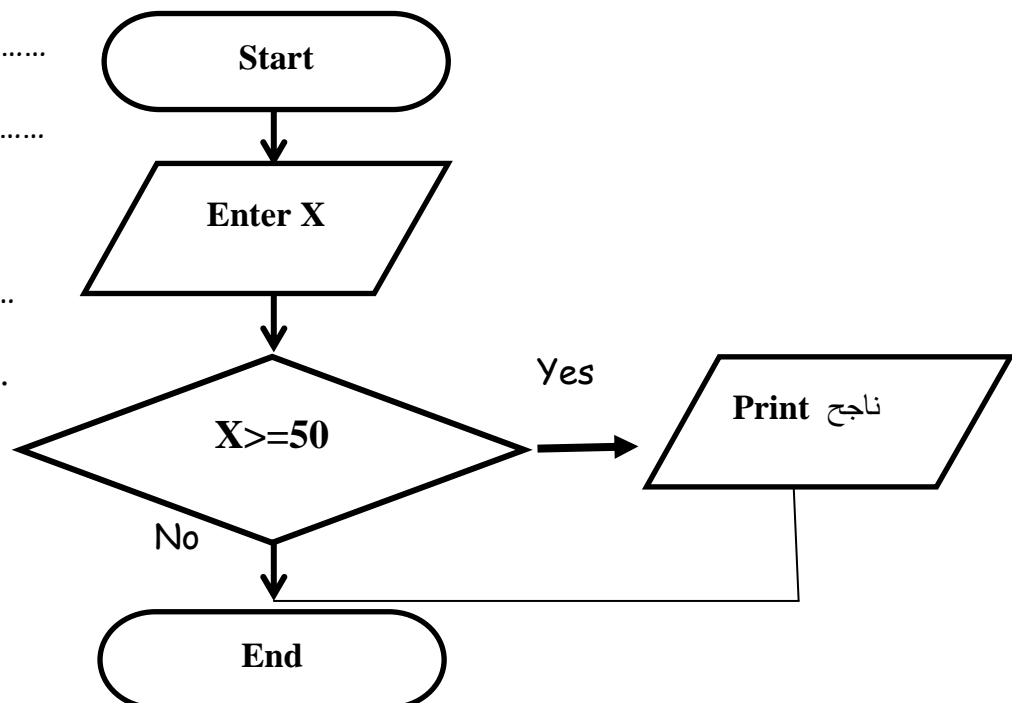 ......
Start
......
Enter X
..
Yes
.
Print ناجح
X>=50
No
End